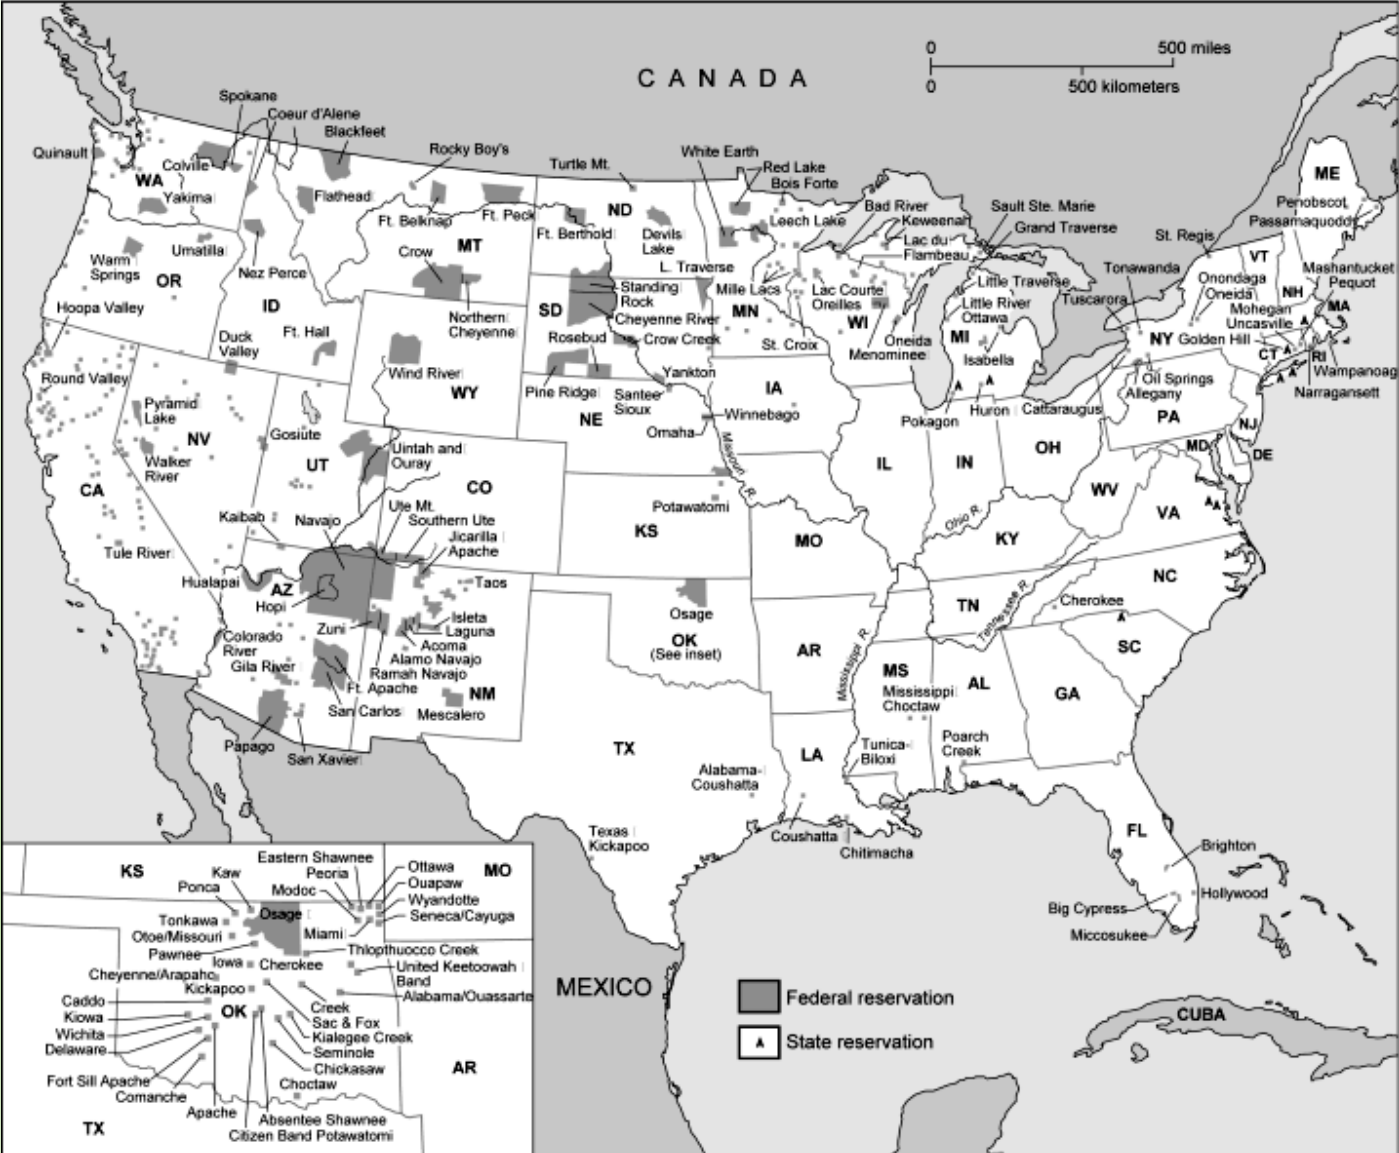 0 500 miles
0 500 kilometers
CANADA
Spokane
Coeur d'Alene
Blackfeet
Rocky Boy's
Turtle Mt.
White Earth
Red Lake
Bois Forte
Quinault
Colville
WA
Yakima
Flathead
Ft. Belknap
Ft. Peck
ND
Ft. Berthold
Devils
Lake
Leech Lake
Bad River
Keweenah
Sault Ste. Marie
Grand Traverse
Lac du
Flambeau
St. Regis
ME
Penobscot
Passamaquoddy
Warm
Springs
Umatilla
OR
Nez Perce
ID
MT
Crow
Northern
Cheyenne
L. Traverse
Mille Lacs
Standing
Rock
SD
Cheyenne River
MN
Lac Courte
Oreilles
WI
Little Traverse
Little River
Ottawa
MI
Isabella
Tonawanda
Tuscarora
Onondaga
Oneida
VT
NH
Mashantucket
Pequot
MA
Mohegan
Uncasville
NY
Golden Hill
CT
RI
Wampanoag
Narragansett
Hoopa Valley
Duck
Valley
Ft. Hall
Wind River
WY
Rosebud
Crow Creek
St. Croix
Oneida
Menominee
Round Valley
Pyramid
Lake
NV
Walker
River
Gosiute
UT
Pine Ridge
Yankton
Santee
Sioux
NE
Omaha
Winnebago
IA
Pokagon
Huron
Cattaraugus
Oil Springs
Allegany
PA
NJ
MD
DE
CA
Uintah and
Ouray
CO
Missouri R.
IL
IN
OH
WV
VA
Kaibab
Navajo
Ute Mt.
Southern Ute
Jicarilla
Apache
Potawatomi
KS
MO
Ohio R.
KY
Tule River
Hualapai
AZ
Hopi
Taos
Isleta
Laguna
Acoma
Zuni
Alamo Navajo
Ramah Navajo
Osage
OK
(See inset)
AR
Mississippi R.
TN
Tennessee R.
Cherokee
NC
SC
Colorado
River
Gila River
Ft. Apache
San Carlos
NM
Mescalero
Papago
San Xavier
MS
Mississippi
Choctaw
AL
GA
TX
Alabama-
Coushatta
LA
Tunica-
Biloxi
Poarch
Creek
Texas
Kickapoo
Coushatta
Chitimacha
FL
Brighton
Hollywood
Big Cypress
Miccosukee
MEXICO
CUBA
Federal reservation
State reservation
KS
MO
Eastern Shawnee
Peoria
Modoc
Ottawa
Ouapaw
Wyandotte
Seneca/Cayuga
Kaw
Ponca
Osage
Tonkawa
Otoe/Missouri
Miami
Pawnee
Thlopthuocco Creek
Iowa
Cherokee
United Keetoowah
Band
Cheyenne/Arapaho
Kickapoo
Alabama/Ouassarte
Caddo
Kiowa
OK
Creek
Sac & Fox
Wichita
Kialegee Creek
Delaware
Seminole
Chickasaw
AR
Fort Sill Apache
Comanche
Choctaw
Apache
Absentee Shawnee
Citizen Band Potawatomi
TX